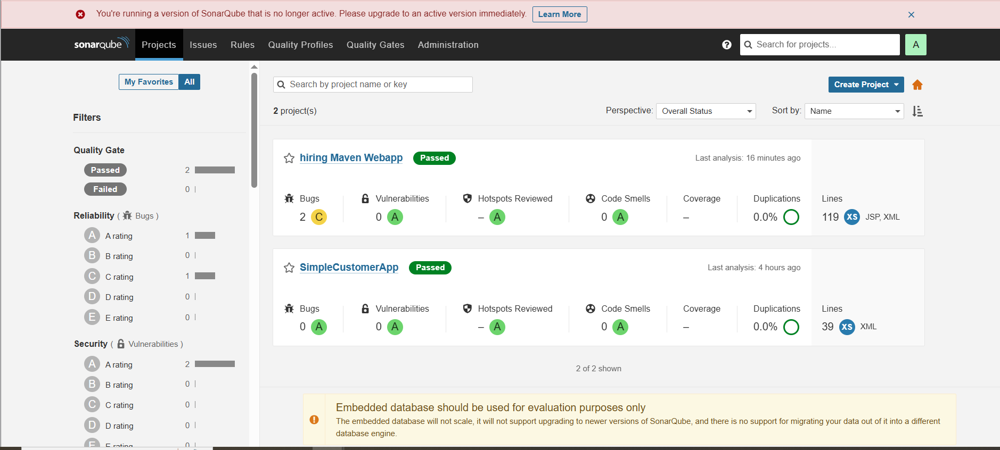 You're running a version of SonarQube that is no longer active. Please upgrade to an active version immediately. Learn More
sonarqube Projects Issues Rules Quality Profiles Quality Gates Administration Search for projects... A
My Favorites All
Search by project name or key
Create Project
2 project(s)
Perspective: Overall Status
Sort by: Name
Filters
Quality Gate
Passed 2
Failed 0
Reliability ( Bugs )
A A rating 1
B B rating 0
C C rating 1
D D rating 0
E E rating 0
Security ( Vulnerabilities )
A A rating 2
B B rating 0
C C rating 0
D D rating 0
E E rating 0
hiring Maven Webapp Passed Last analysis: 16 minutes ago
Bugs Vulnerabilities Hotspots Reviewed Code Smells Coverage Duplications Lines
2 C 0 A – A 0 A – 0.0% 119 XS JSP, XML
SimpleCustomerApp Passed Last analysis: 4 hours ago
Bugs Vulnerabilities Hotspots Reviewed Code Smells Coverage Duplications Lines
0 A 0 A – A 0 A – 0.0% 39 XS XML
2 of 2 shown
Embedded database should be used for evaluation purposes only
The embedded database will not scale, it will not support upgrading to newer versions of SonarQube, and there is no support for migrating your data out of it into a different
database engine.